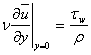 ν ∂u̅/∂y |y=0 = τw/ρ